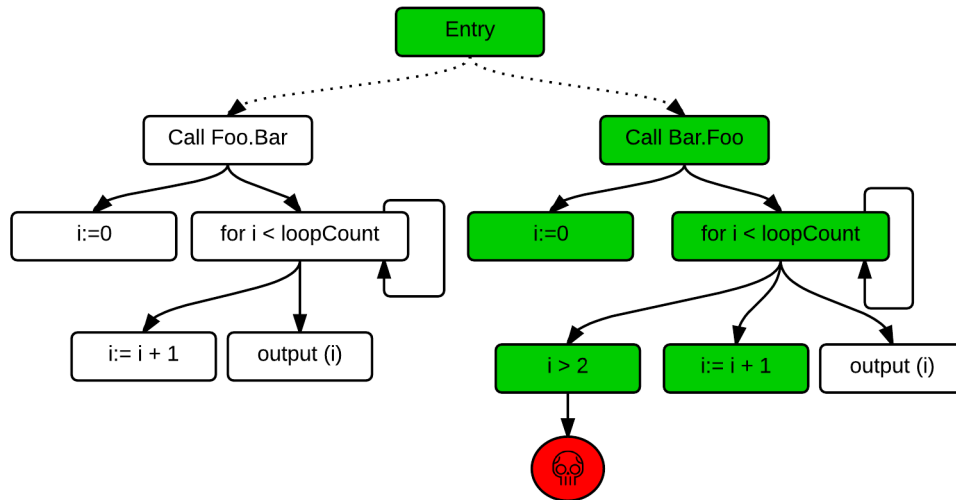 Entry
Call Foo.Bar
Call Bar.Foo
i:=0
for i < loopCount
i:=0
for i < loopCount
i:= i + 1
output (i)
i > 2
i:= i + 1
output (i)